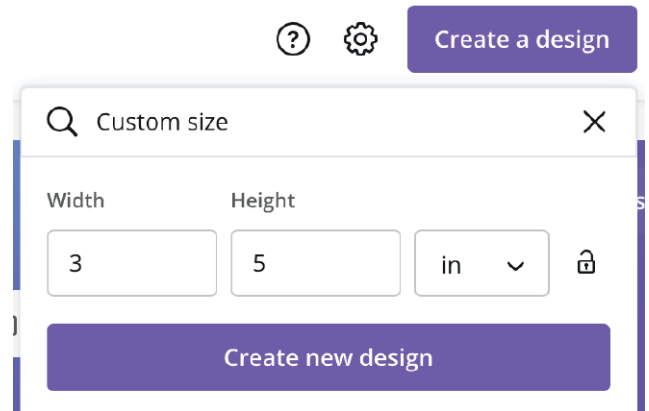 Create a design
Custom size
Width Height
3 5 in
Create new design